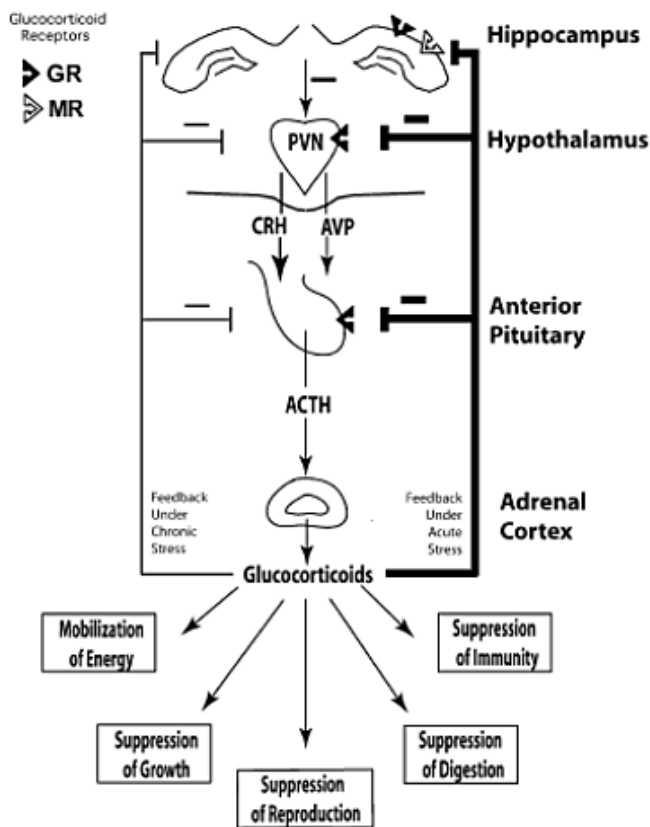 Glucocorticoid
Receptors
GR
MR
Hippocampus
PVN
Hypothalamus
CRH AVP
Anterior
Pituitary
ACTH
Feedback
Under
Chronic
Stress
Feedback
Under
Acute
Stress
Adrenal
Cortex
Glucocorticoids
Mobilization
of Energy
Suppression
of Immunity
Suppression
of Growth
Suppression
of Digestion
Suppression
of Reproduction